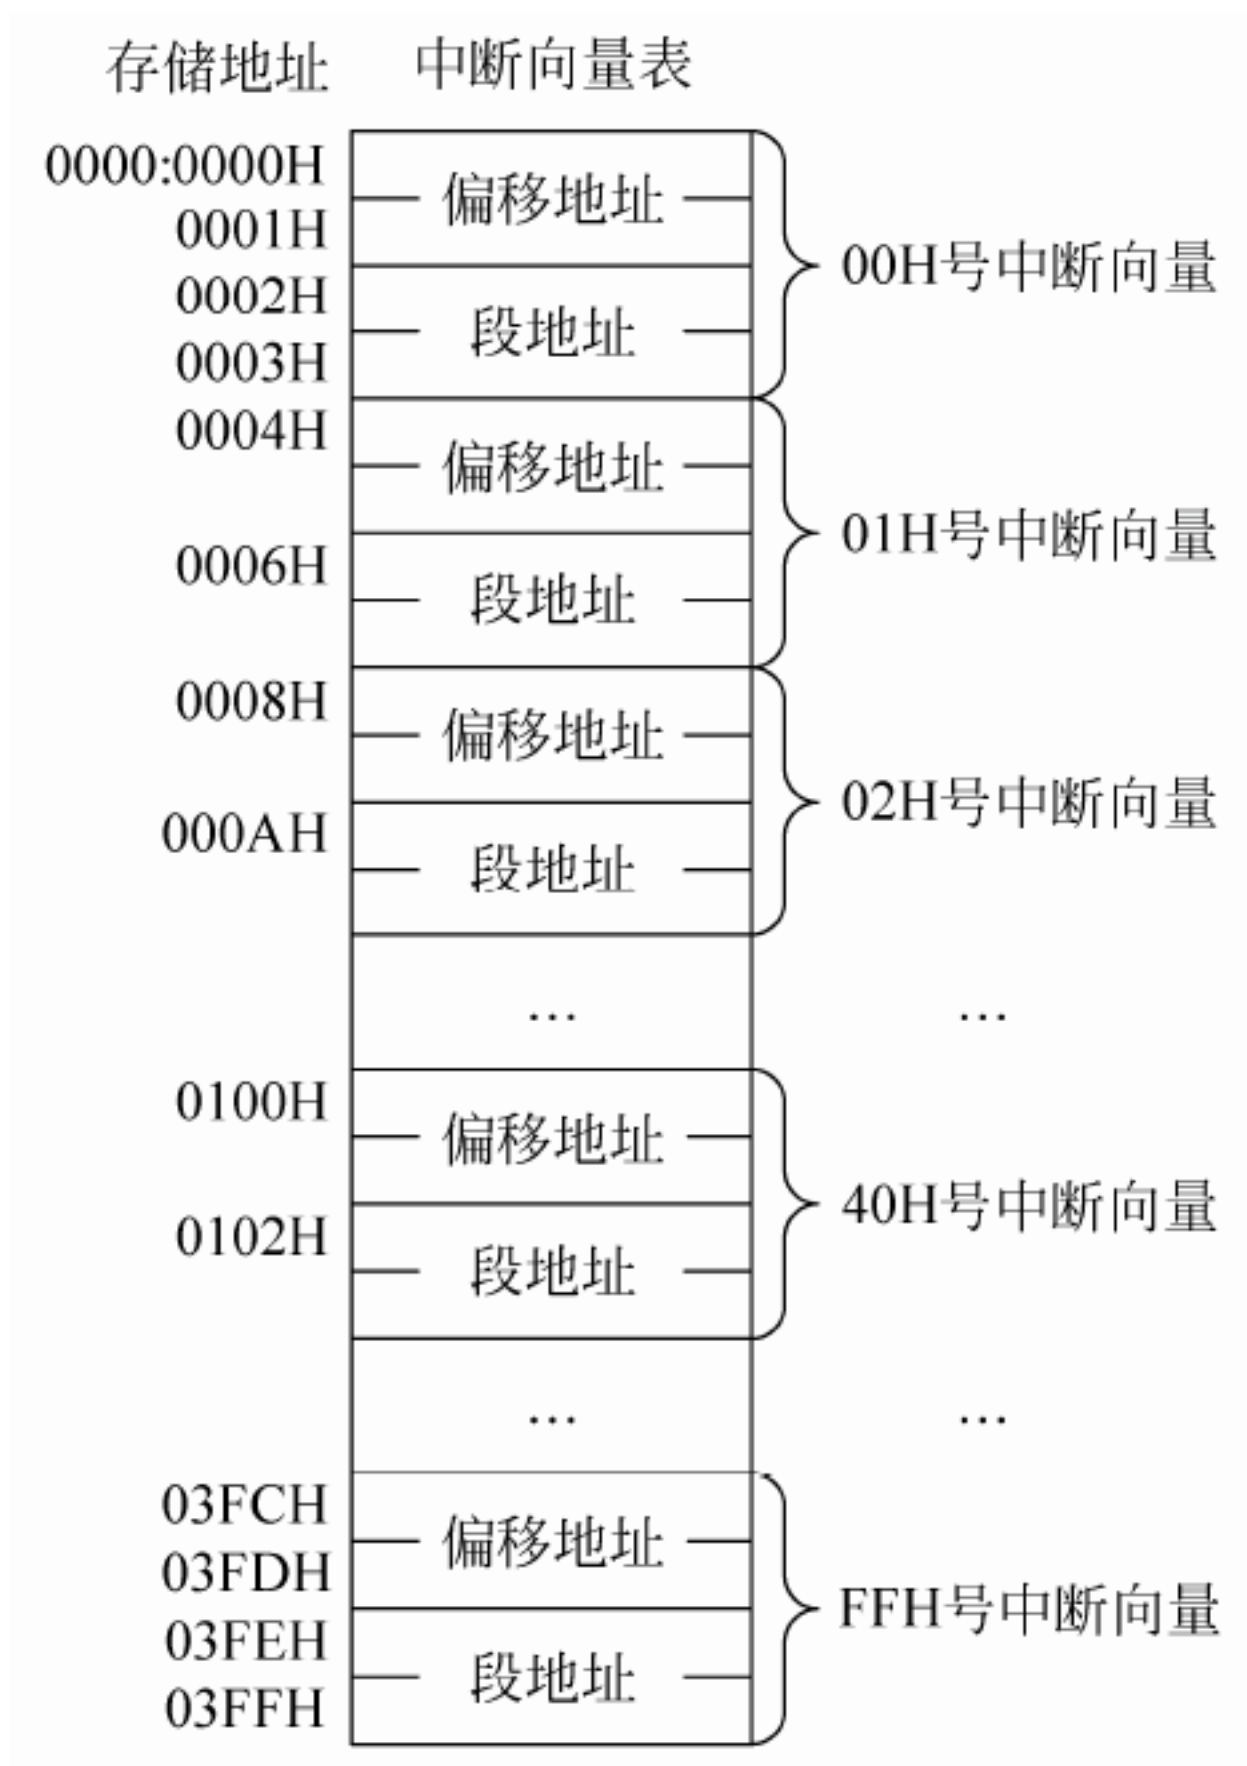 存储地址 中断向量表
0000:0000H
偏移地址
0001H
00H号中断向量
0002H
段地址
0003H
0004H
偏移地址
01H号中断向量
0006H
段地址
0008H
偏移地址
02H号中断向量
000AH
段地址
… …
0100H
偏移地址
40H号中断向量
0102H
段地址
… …
03FCH
偏移地址
03FDH
FFH号中断向量
03FEH
段地址
03FFH